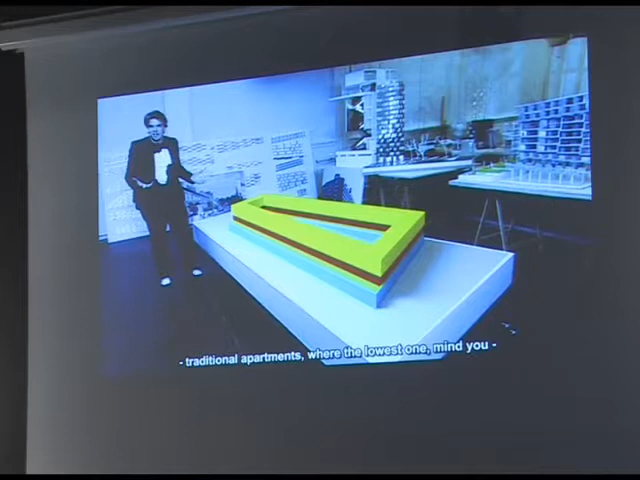 - traditional apartments, where the lowest one, mind you -